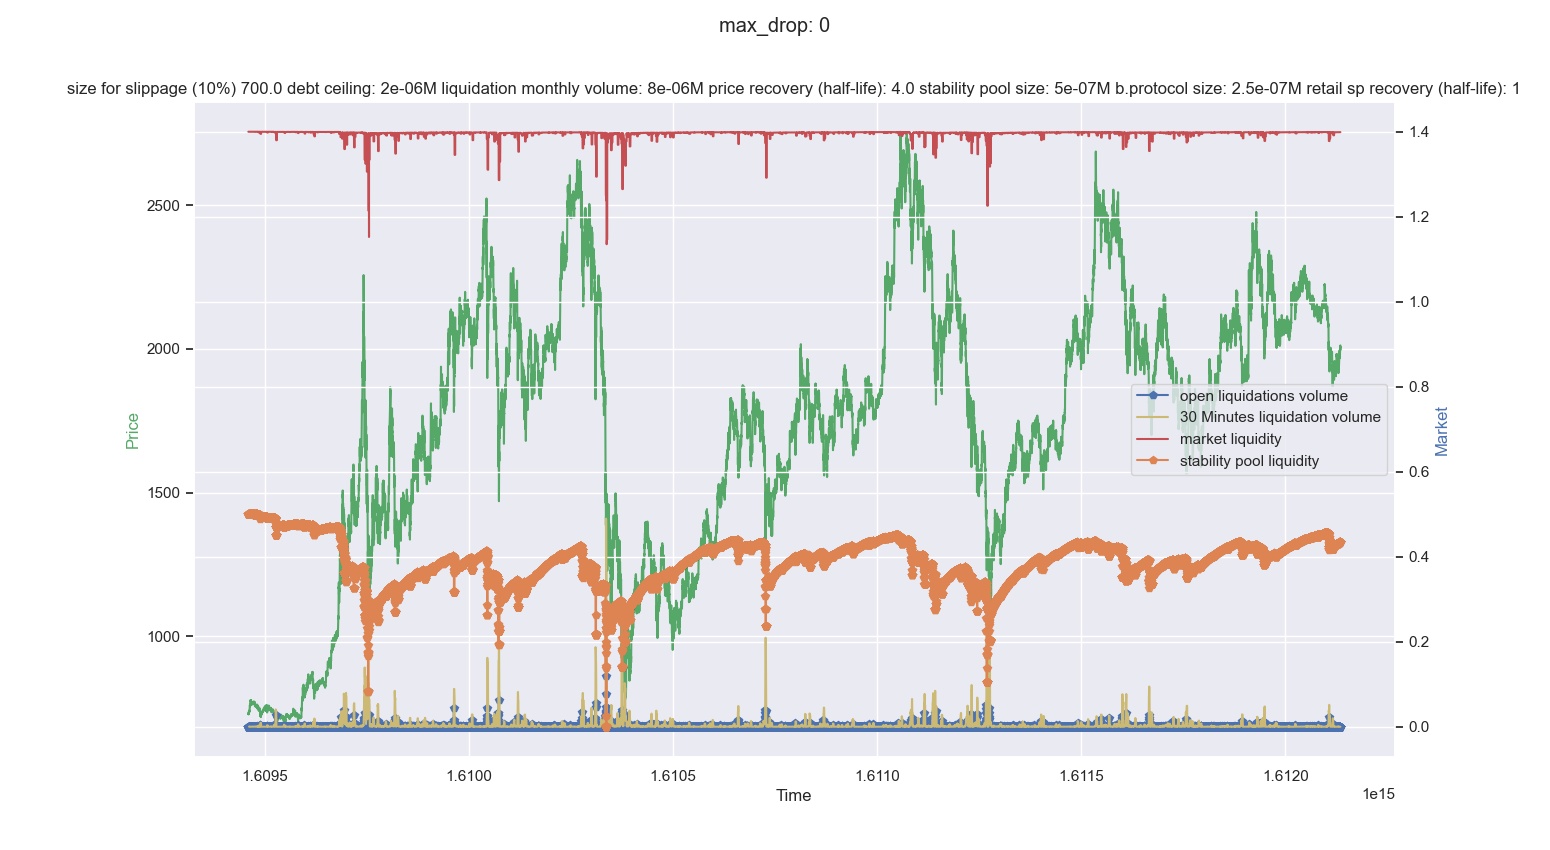 max_drop: 0
size for slippage (10%) 700.0 debt ceiling: 2e-06M liquidation monthly volume: 8e-06M price recovery (half-life): 4.0 stability pool size: 5e-07M b.protocol size: 2.5e-07M retail sp recovery (half-life): 1
2500
2000
1500
1000
Price
1.4
1.2
1.0
0.8
0.6
0.4
0.2
0.0
Market
open liquidations volume
30 Minutes liquidation volume
market liquidity
stability pool liquidity
1.6095 1.6100 1.6105 1.6110 1.6115 1.6120
1e15
Time